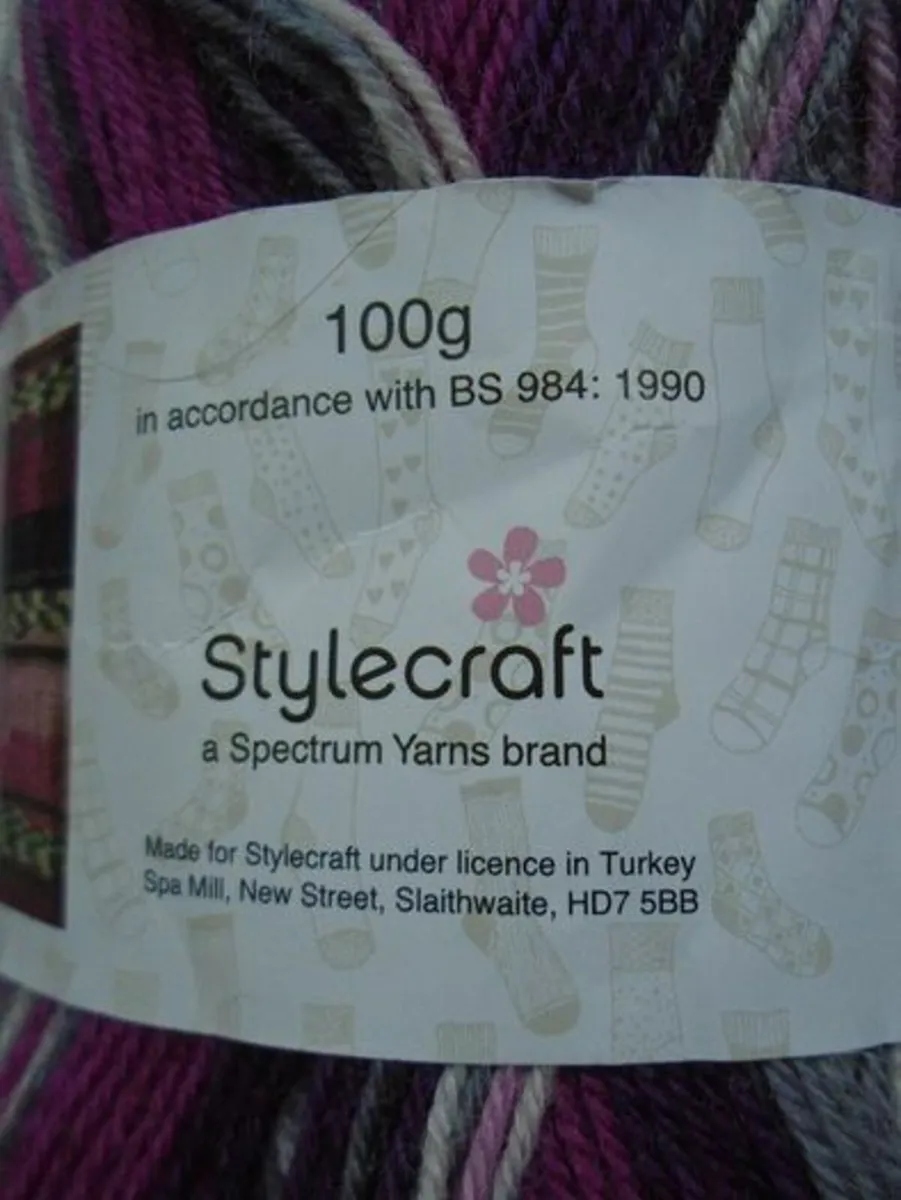 100g
in accordance with BS 984: 1990
Stylecraft
a Spectrum Yarns brand
Made for Stylecraft under licence in Turkey
Spa Mill, New Street, Slaithwaite, HD7 5BB